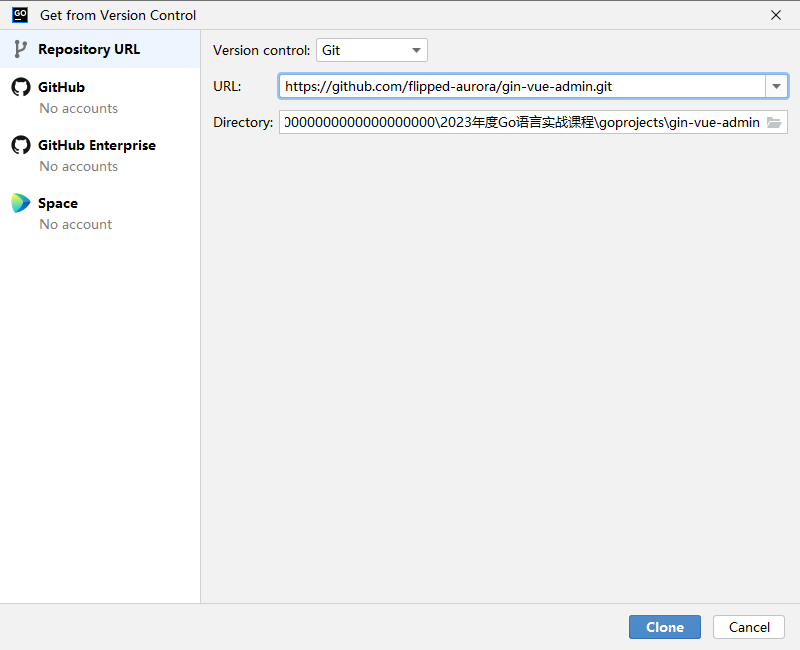 GO Get from Version Control
Repository URL
GitHub
No accounts
GitHub Enterprise
No accounts
Space
No account
Version control: Git
URL: https://github.com/flipped-aurora/gin-vue-admin.git
Directory: 0000000000000000000\2023年度Go语言实战课程\goprojects\gin-vue-admin
Clone Cancel